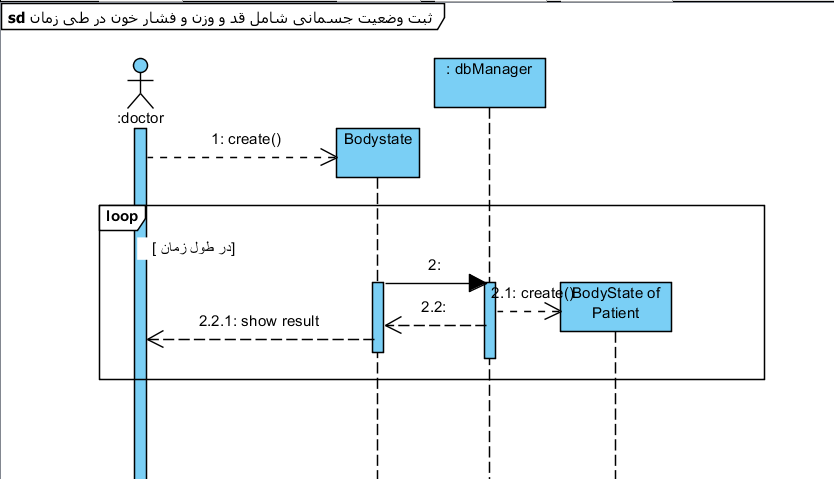 sd ثبت وضعیت جسمانی شامل قد و وزن و فشار خون در طی زمان
: dbManager
:doctor
1: create()
Bodystate
loop
[در طول زمان ]
2:
2.1: create()
BodyState of
Patient
2.2:
2.2.1: show result